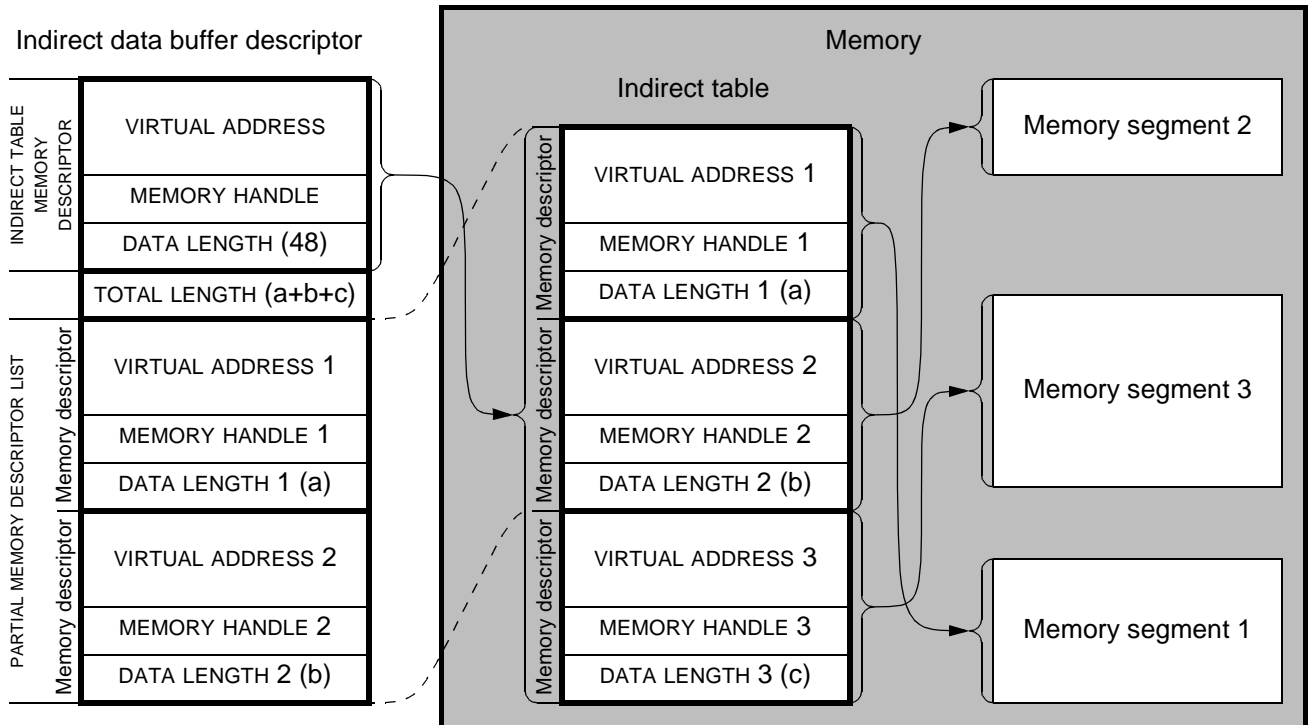 Indirect data buffer descriptor
INDIRECT TABLE
MEMORY
DESCRIPTOR
VIRTUAL ADDRESS
MEMORY HANDLE
DATA LENGTH (48)
TOTAL LENGTH (a+b+c)
PARTIAL MEMORY DESCRIPTOR LIST
Memory descriptor
VIRTUAL ADDRESS 1
MEMORY HANDLE 1
DATA LENGTH 1 (a)
Memory descriptor
VIRTUAL ADDRESS 2
MEMORY HANDLE 2
DATA LENGTH 2 (b)
Memory
Indirect table
Memory descriptor
VIRTUAL ADDRESS 1
MEMORY HANDLE 1
DATA LENGTH 1 (a)
Memory descriptor
VIRTUAL ADDRESS 2
MEMORY HANDLE 2
DATA LENGTH 2 (b)
Memory descriptor
VIRTUAL ADDRESS 3
MEMORY HANDLE 3
DATA LENGTH 3 (c)
Memory segment 2
Memory segment 3
Memory segment 1